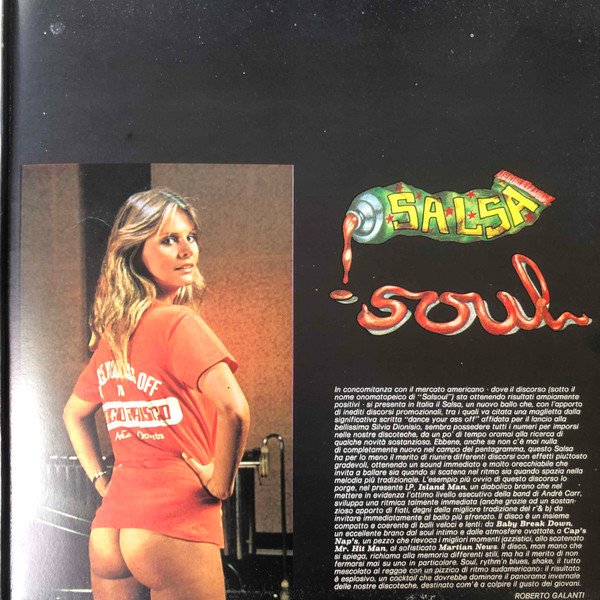 SALSA
soul
OFF
In concomitanza con il mercato americano - dove il discorso (sotto il
nome onomatopeico di "Salsoul") sta ottenendo risultati ampiamente
positivi - si presenta in Italia il Salsa, un nuovo ballo che, con l'apporto
di inediti discorsi promozionali, tra i quali va citata una maglietta dalla
significativa scritta "dance your ass off" affidata per il lancio alla
bellissima Silvia Dionisio, sembra possedere tutti i numeri per imporsi
nelle nostre discoteche, da un po' di tempo oramai alla ricerca di
qualche novità sostanziosa. Ebbene, anche se non c'è mai nulla
di completamente nuovo nel campo del pentagramma, questo Salsa
ha per lo meno il merito di riunire differenti discorsi con effetti piuttosto
gradevoli, ottenendo un sound immediato e molto orecchiabile che
invita a ballare sia quando si scatena nel ritmo sia quando spazia nella
melodia più tradizionale. L'esempio più ovvio di questo discorso lo
porge, nel presente LP, Island Man, un diabolico brano che nel
mettere in evidenza l'ottimo livello esecutivo della band di André Carr,
sviluppa una ritmica talmente immediata (anche grazie ad un sostan-
zioso apporto di fiati, degni della migliore tradizione del r'& b) da
invitare immediatamente al ballo più sfrenato. Il disco è un insieme
compatto e coerente di balli veloci e lenti: da Baby Break Down,
un eccellente brano dal soul intimo e dalle atmosfere ovattate, a Cap's
Nap's, un pezzo che rievoca i migliori momenti jazzistici, allo scatenato
Mr. Hit Man, al sofisticato Martian News. Il disco, man mano che
si spiega, richiama alla memoria differenti stili, ma ha il merito di non
fermarsi mai su uno in particolare. Soul, rythm'n blues, shake, il tutto
mescolato al reggae con un pizzico di ritmo sudamericano: il risultato
è esplosivo, un cocktail che dovrebbe dominare il panorama invernale
delle nostre discoteche, destinato com'è a colpire il gusto dei giovani.
ROBERTO GALANTI